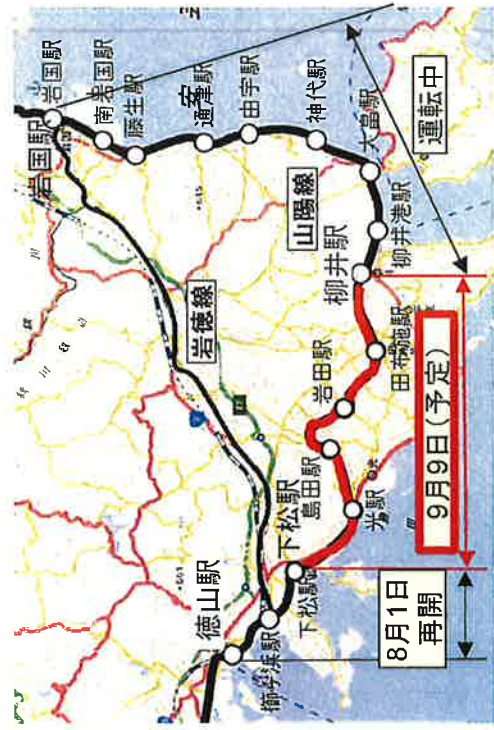 岩国駅
岩国駅
南岩国駅
藤生駅
通津駅
由宇駅
神代駅
大畠駅
柳井港駅
柳井駅
田布施駅
岩田駅
島田駅
光駅
下松駅
下松駅
櫛ケ浜駅
徳山駅
山陽線
岩徳線
運転中
9月9日(予定)
8月1日
再開